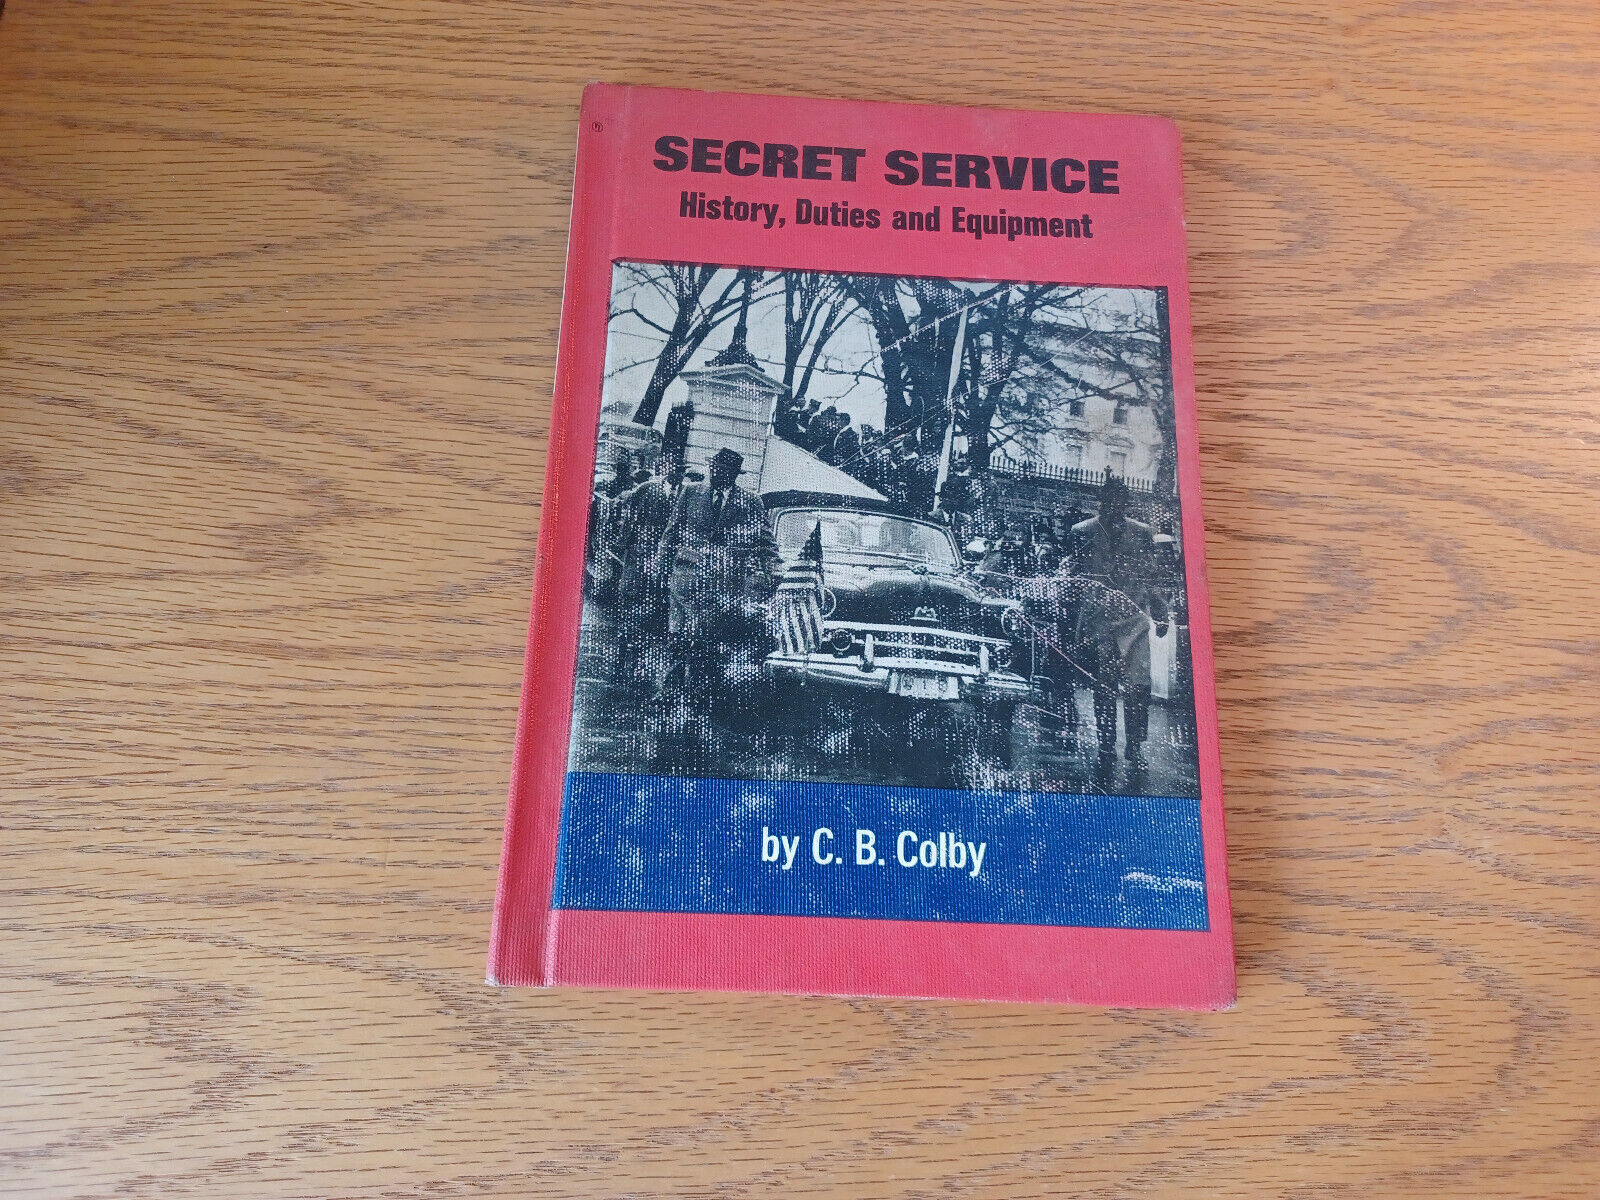 SECRET SERVICE
History, Duties and Equipment
by C. B. Colby